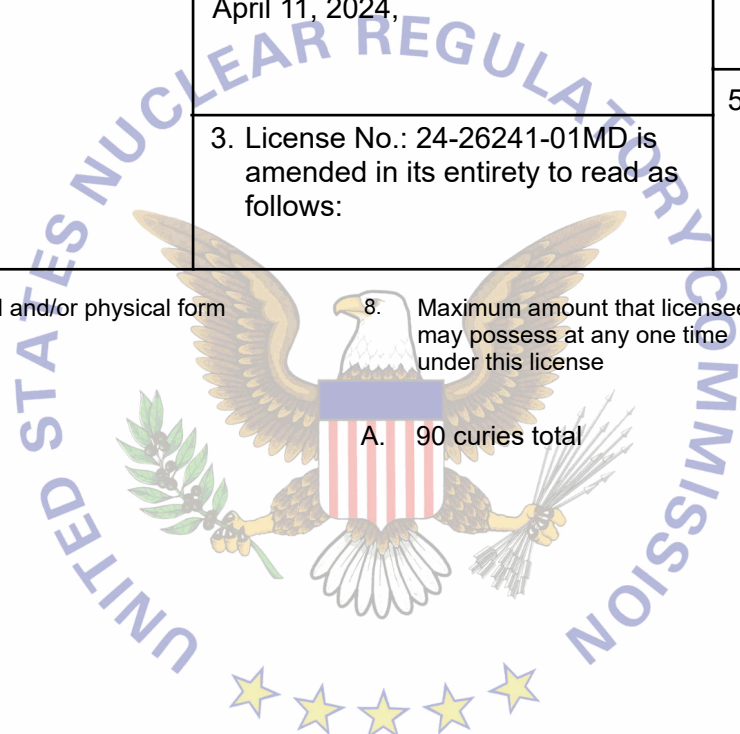 April 11, 2024,
5
3. License No.: 24-26241-01MD is
amended in its entirety to read as
follows:
and/or physical form
8. Maximum amount that licensee
may possess at any one time
under this license
A. 90 curies total
UNITED STATES NUCLEAR REGULATORY COMMISSION